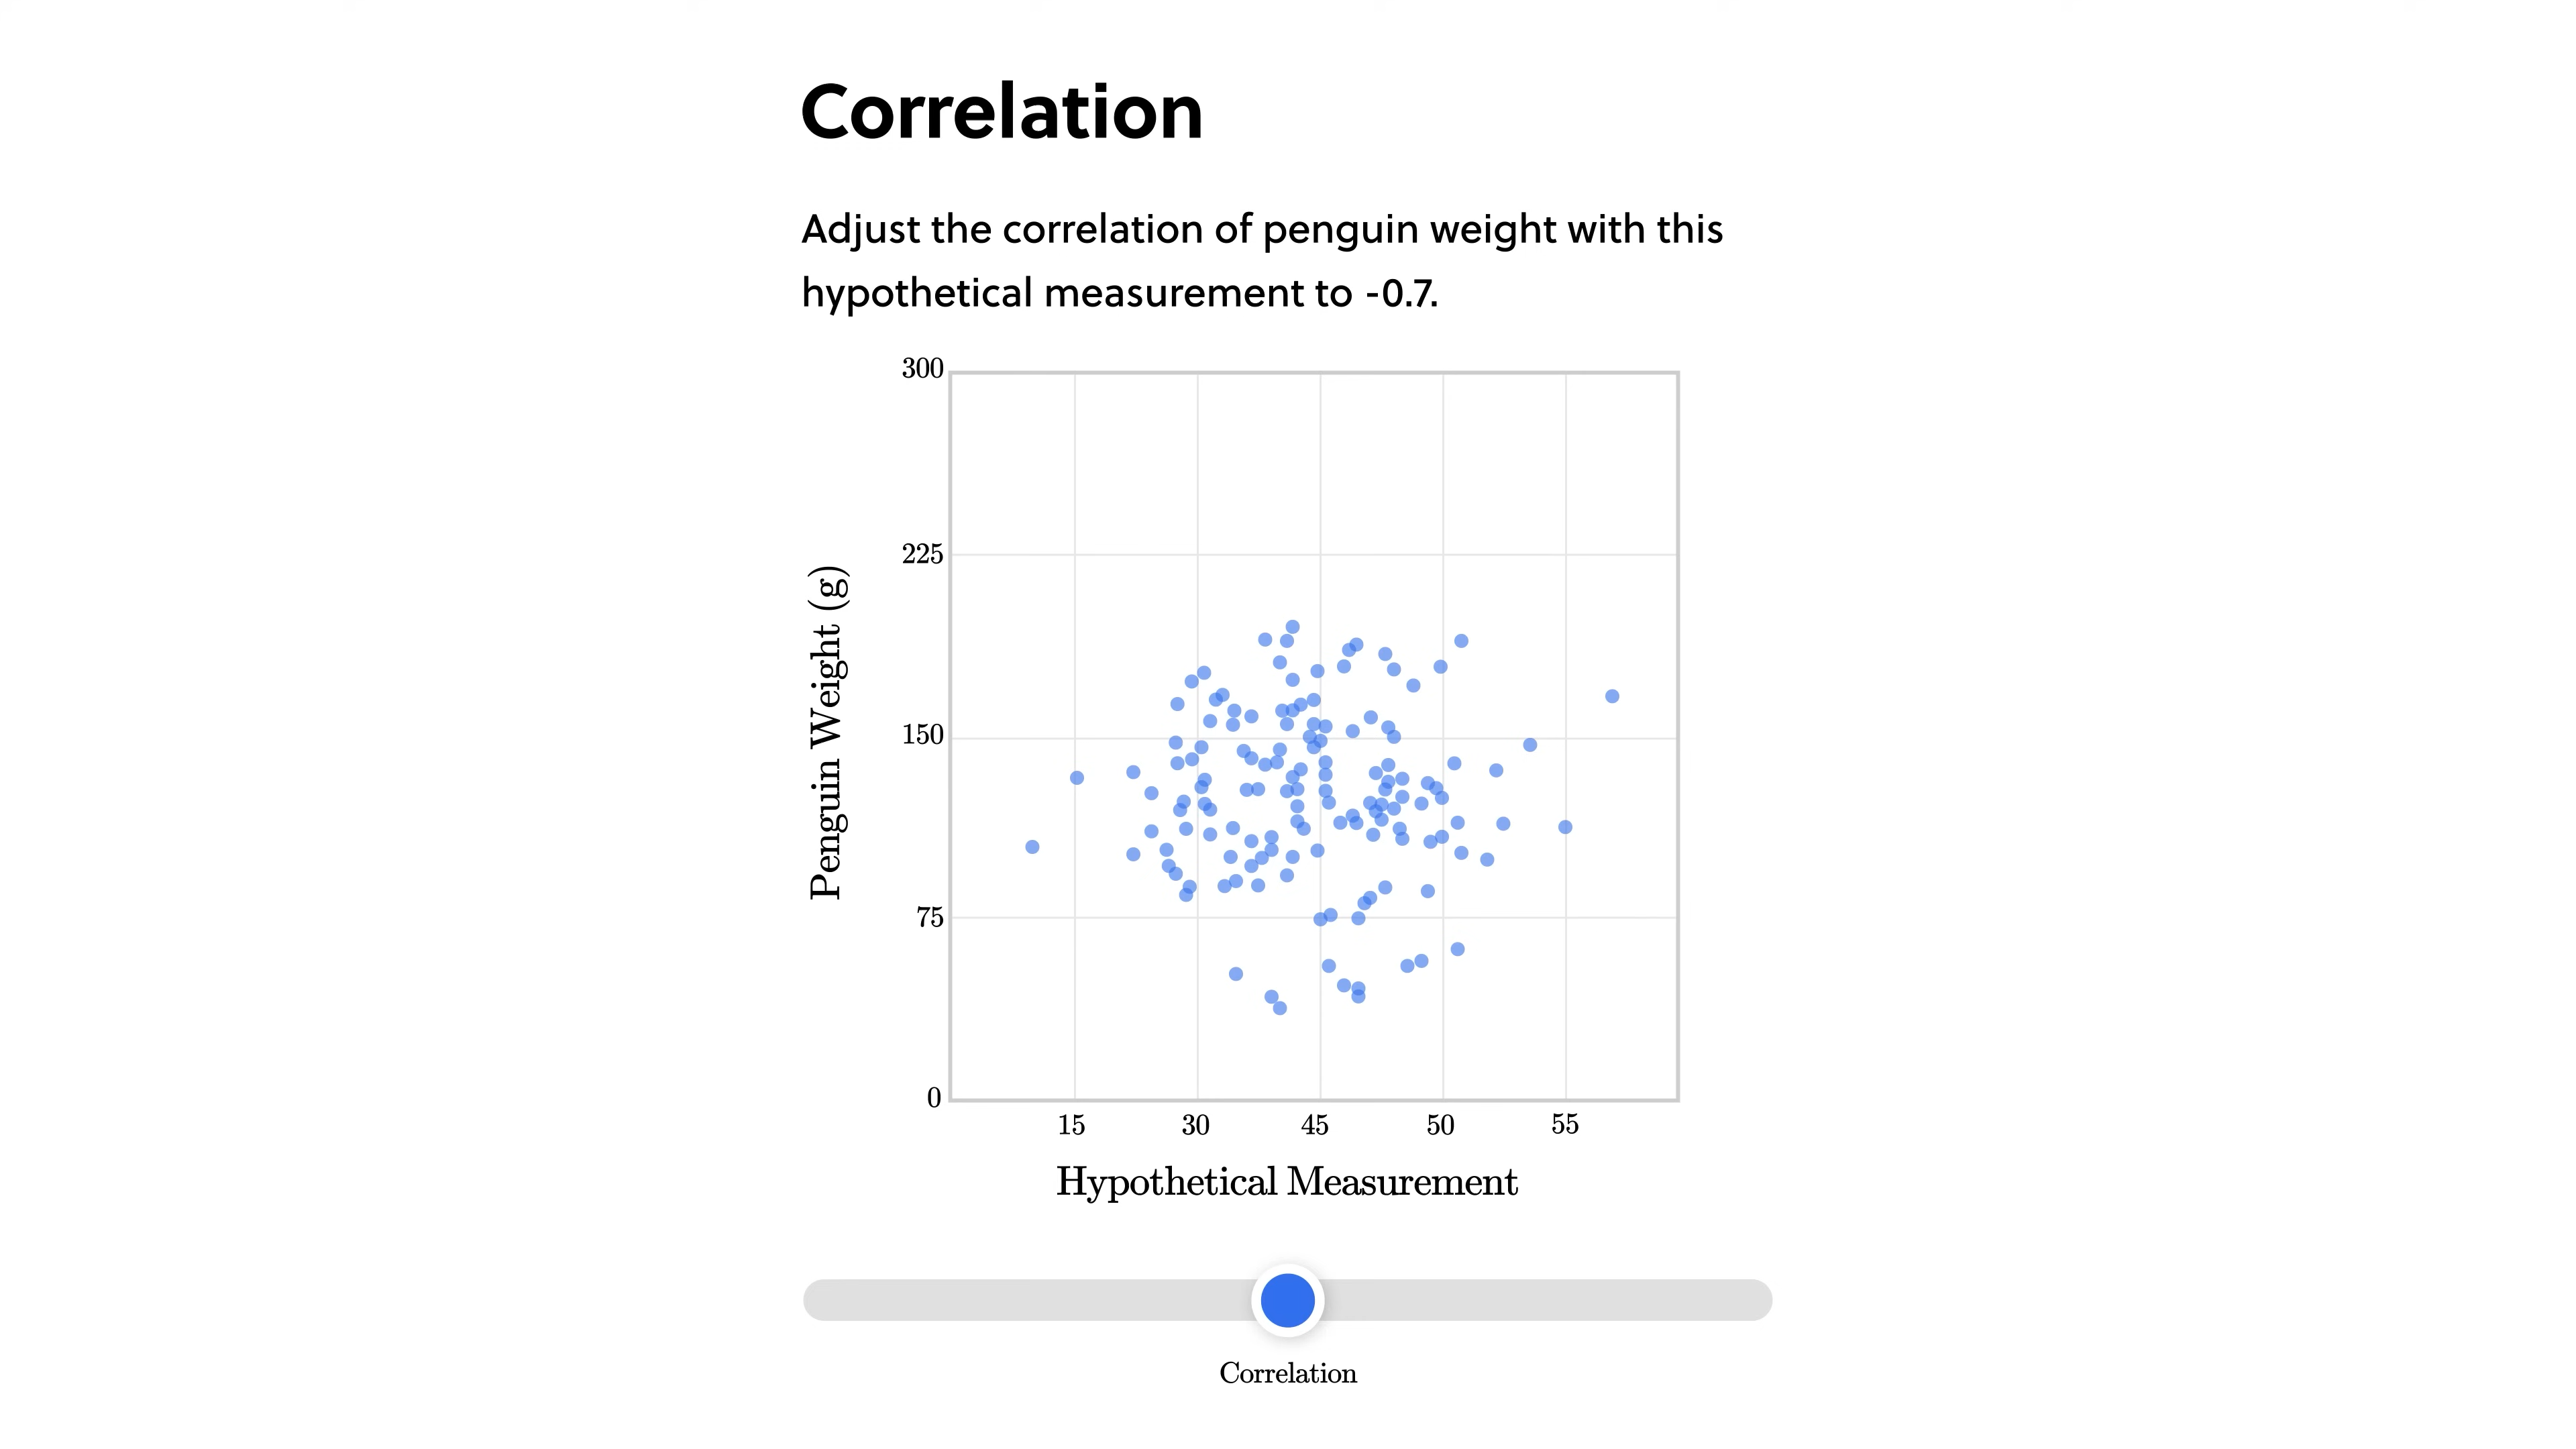 Correlation
Adjust the correlation of penguin weight with this
hypothetical measurement to -0.7.
300
225
150
75
0
Penguin Weight (g)
15 30 45 50 55
Hypothetical Measurement
Correlation